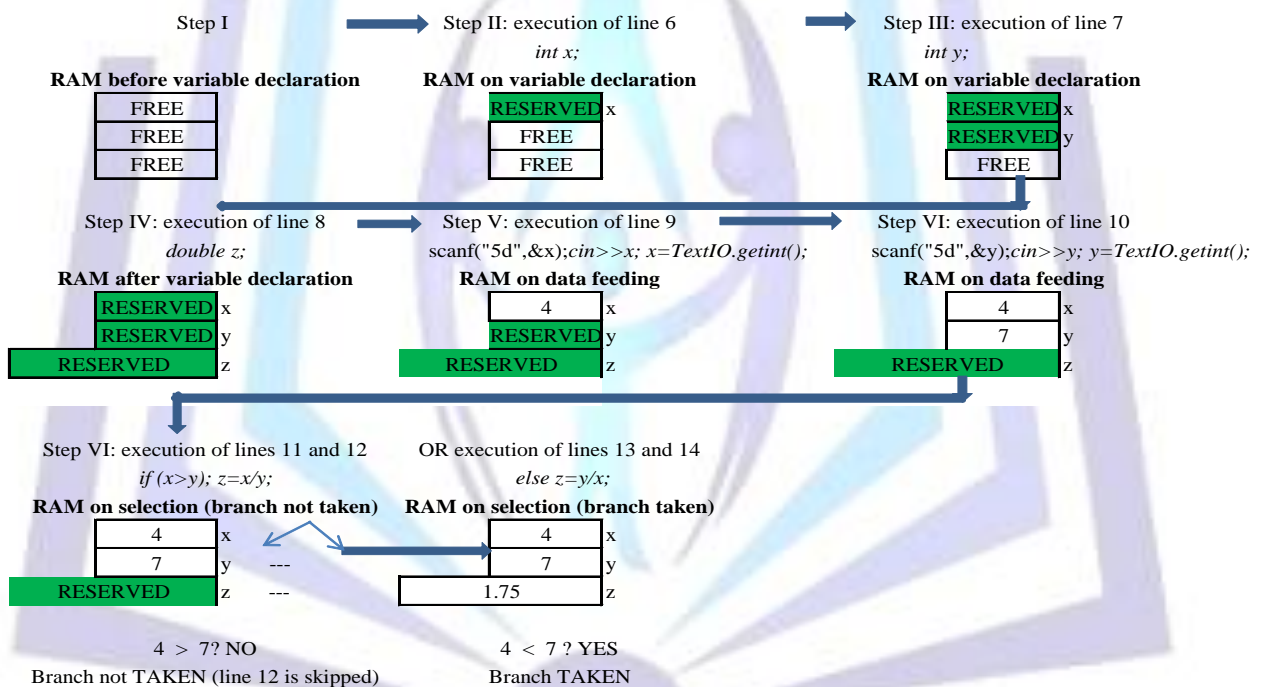 Step I
Step II: execution of line 6
Step III: execution of line 7
int x;
int y;
RAM before variable declaration
RAM on variable declaration
RAM on variable declaration
FREE
FREE
FREE
RESERVED x
FREE
FREE
RESERVED x
RESERVED y
FREE
Step IV: execution of line 8
Step V: execution of line 9
Step VI: execution of line 10
double z;
scanf("5d",&x);cin>>x; x=TextIO.getint();
scanf("5d",&y);cin>>y; y=TextIO.getint();
RAM after variable declaration
RAM on data feeding
RAM on data feeding
RESERVED x
RESERVED y
RESERVED z
4 x
RESERVED y
RESERVED z
4 x
7 y
RESERVED z
Step VI: execution of lines 11 and 12
OR execution of lines 13 and 14
if (x>y); z=x/y;
else z=y/x;
RAM on selection (branch not taken)
RAM on selection (branch taken)
4 x
7 y ---
RESERVED z ---
4 x
7 y
1.75 z
4 > 7? NO
4 < 7 ? YES
Branch not TAKEN (line 12 is skipped)
Branch TAKEN